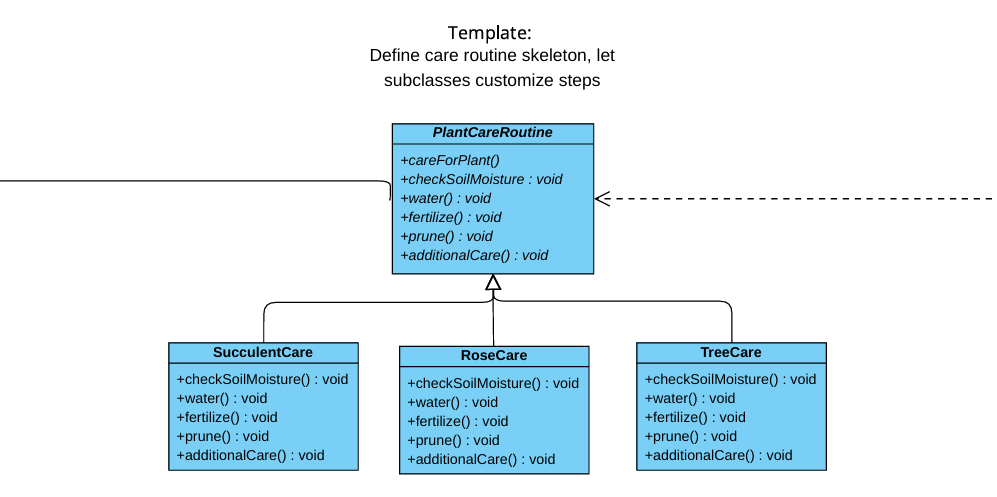 Template:
Define care routine skeleton, let
subclasses customize steps
PlantCareRoutine
+careForPlant()
+checkSoilMoisture : void
+water() : void
+fertilize() : void
+prune() : void
+additionalCare() : void
SucculentCare
+checkSoilMoisture() : void
+water() : void
+fertilize() : void
+prune() : void
+additionalCare() : void
RoseCare
+checkSoilMoisture() : void
+water() : void
+fertilize() : void
+prune() : void
+additionalCare() : void
TreeCare
+checkSoilMoisture() : void
+water() : void
+fertilize() : void
+prune() : void
+additionalCare() : void